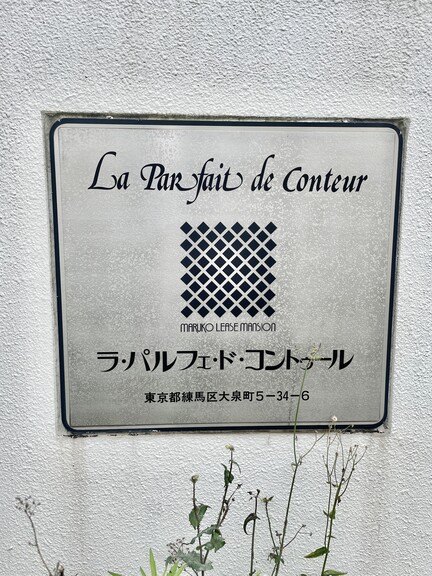 La Parfait de Conteur
MARUKO LEASE MANSION
ラ・パルフェ・ド・コントゥール
東京都練馬区大泉町5-34-6